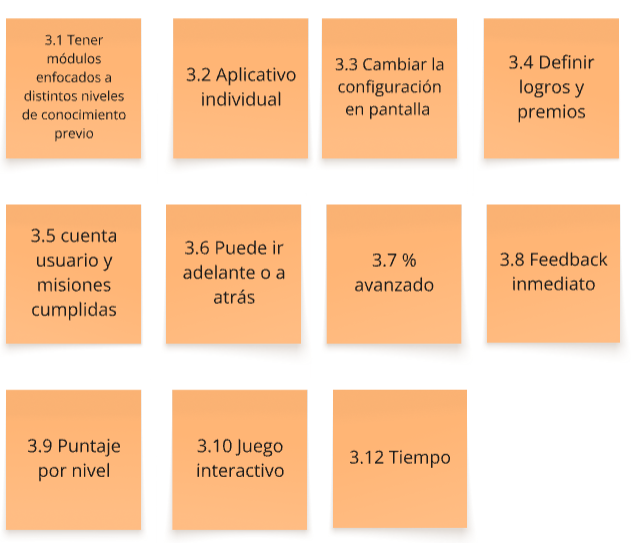 3.1 Tener
módulos
enfocados a
distintos niveles
de conocimiento
previo
3.2 Aplicativo
individual
3.3 Cambiar la
configuración
en pantalla
3.4 Definir
logros y
premios
3.5 cuenta
usuario y
misiones
cumplidas
3.6 Puede ir
adelante o a
atrás
3.7 %
avanzado
3.8 Feedback
inmediato
3.9 Puntaje
por nivel
3.10 Juego
interactivo
3.12 Tiempo